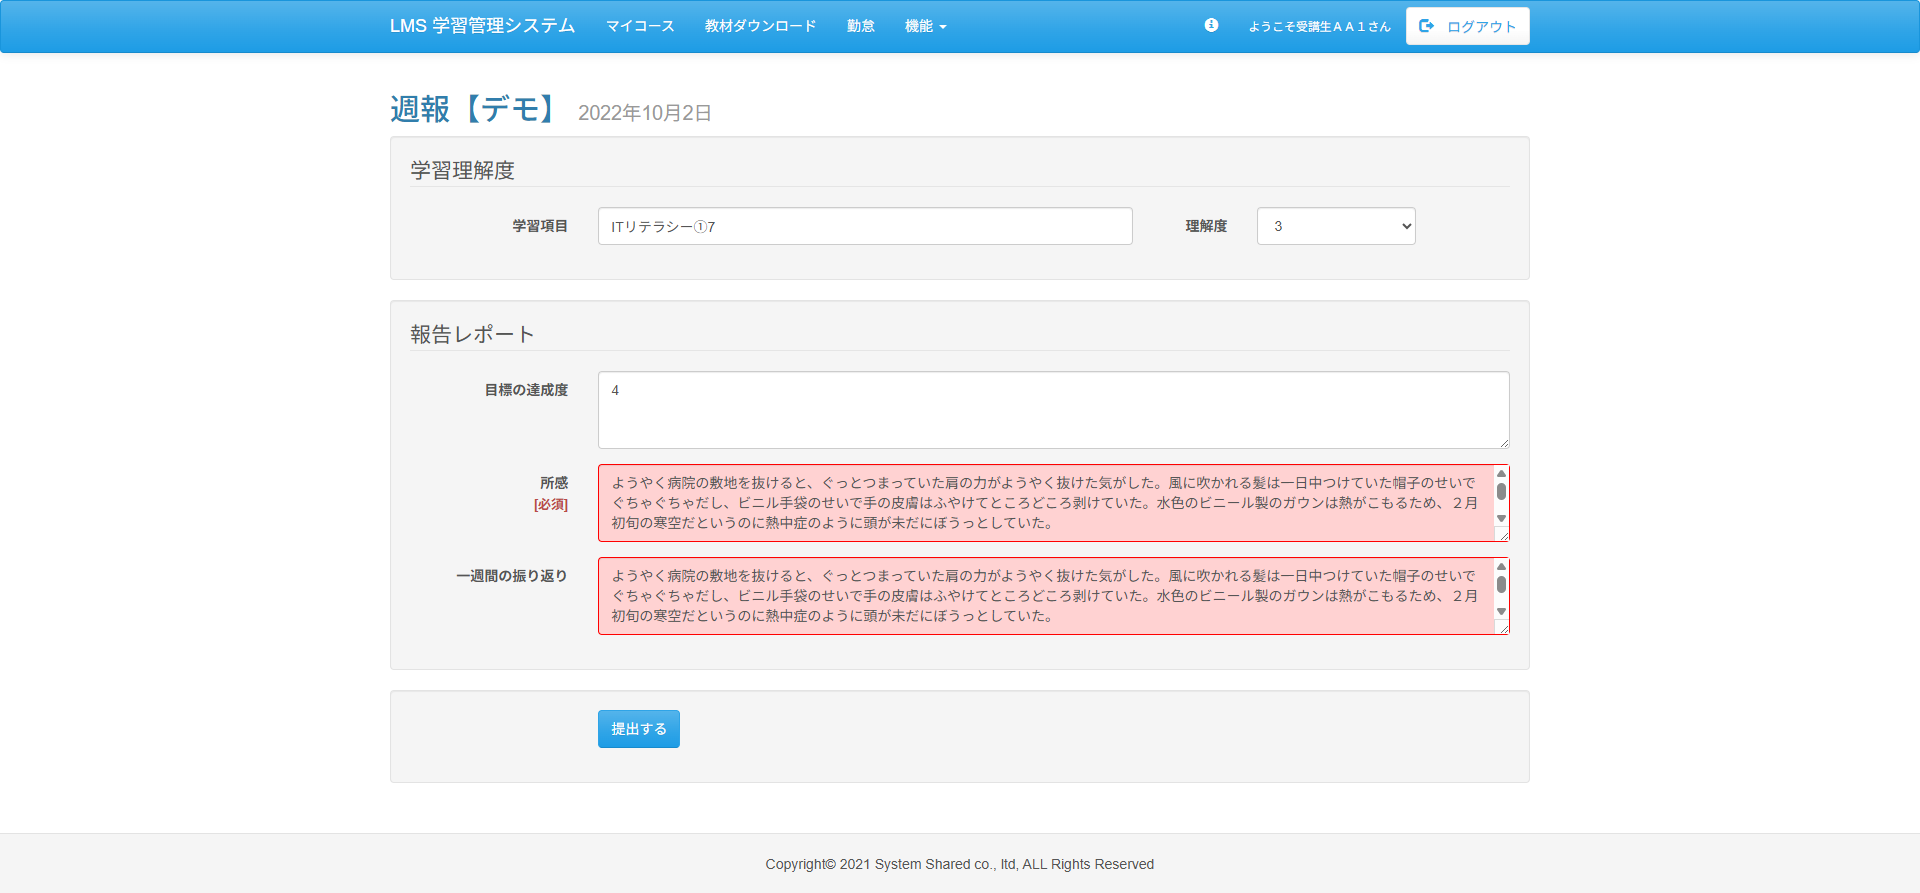 LMS 学習管理システム マイコース 教材ダウンロード 勤怠 機能 ようこそ受講生ＡＡ１さん ログアウト
週報【デモ】 2022年10月2日
学習理解度
学習項目 ITリテラシー①7 理解度 3
報告レポート
目標の達成度 4
所感
[必須]
ようやく病院の敷地を抜けると、ぐっとつまっていた肩の力がようやく抜けた気がした。風に吹かれる髪は一日中つけていた帽子のせいで
ぐちゃぐちゃだし、ビニル手袋のせいで手の皮膚はふやけてところどころ剥けていた。水色のビニール製のガウンは熱がこもるため、２月
初旬の寒空だというのに熱中症のように頭が未だにぼうっとしていた。
一週間の振り返り
ようやく病院の敷地を抜けると、ぐっとつまっていた肩の力がようやく抜けた気がした。風に吹かれる髪は一日中つけていた帽子のせいで
ぐちゃぐちゃだし、ビニル手袋のせいで手の皮膚はふやけてところどころ剥けていた。水色のビニール製のガウンは熱がこもるため、２月
初旬の寒空だというのに熱中症のように頭が未だにぼうっとしていた。
提出する
Copyright© 2021 System Shared co., ltd, ALL Rights Reserved